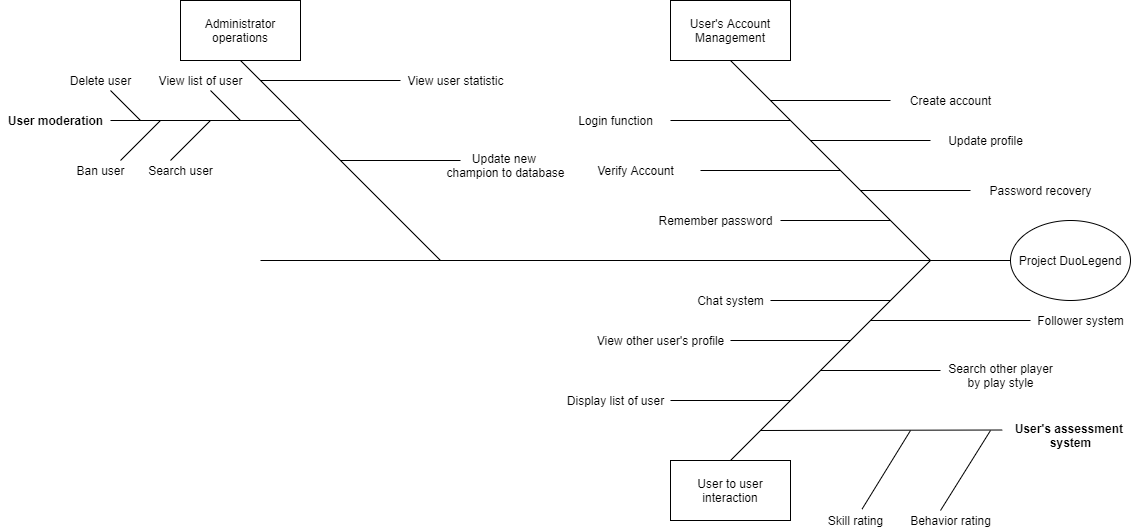 Administrator
operations
User's Account
Management
Delete user
View list of user
View user statistic
Create account
User moderation
Login function
Update profile
Ban user
Search user
Update new
champion to database
Verify Account
Password recovery
Remember password
Project DuoLegend
Chat system
Follower system
View other user's profile
Search other player
by play style
Display list of user
User's assessment
system
User to user
interaction
Skill rating
Behavior rating